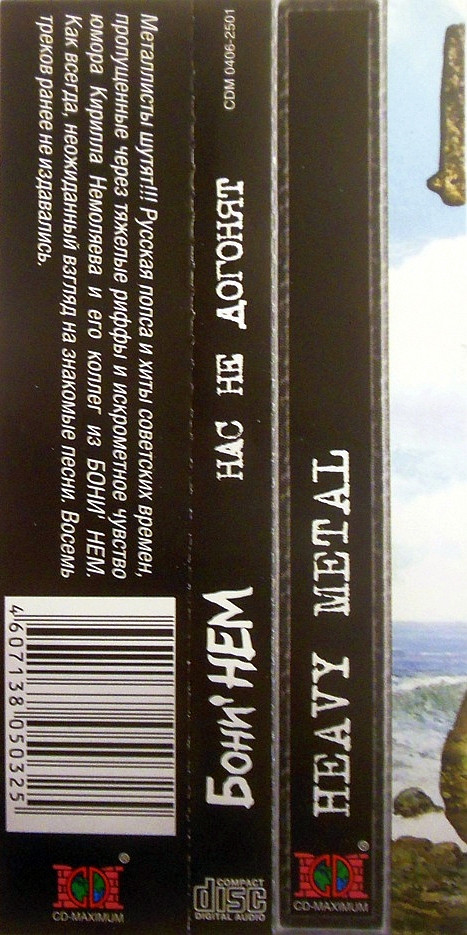 Металлисты шутят!!! Русская попса и хиты советских времен,
пропущенные через тяжелые риффы и искрометное чувство
юмора Кирилла Немоляева и его коллег из БОНИ' НЕМ.
Как всегда, неожиданный взгляд на знакомые песни. Восемь
треков ранее не издавались.
4607138050325
®
CD
CD-MAXIMUM
БОНИ' НЕМ
НАС НЕ ДОГОНЯТ
CDM 0406-2501
COMPACT
disc
DIGITAL AUDIO
HEAVY METAL
®
CD
CD-MAXIMUM